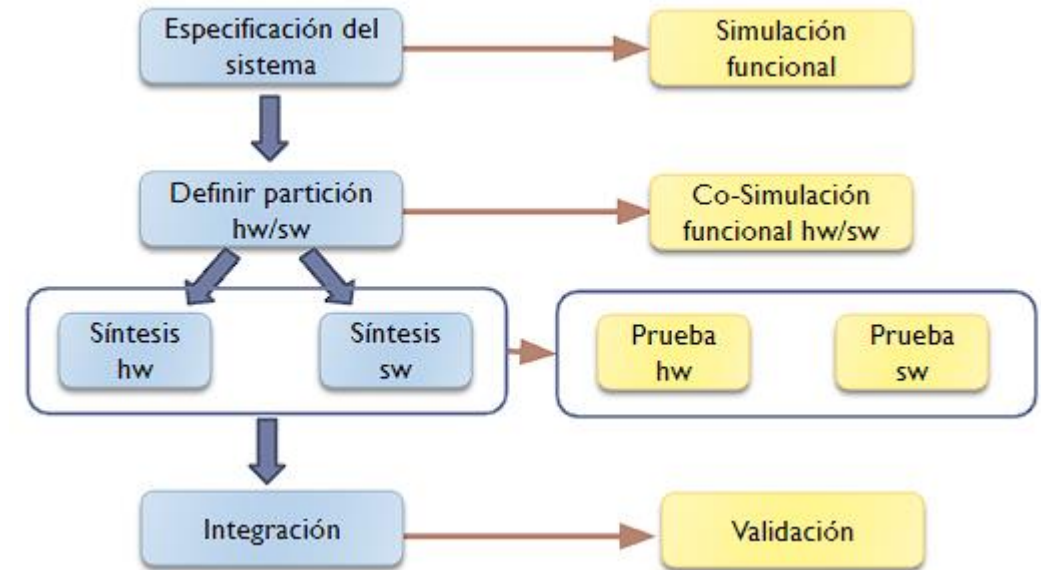 Especificación del
sistema
Simulación
funcional
Definir partición
hw/sw
Co-Simulación
funcional hw/sw
Síntesis
hw
Síntesis
sw
Prueba
hw
Prueba
sw
Integración
Validación